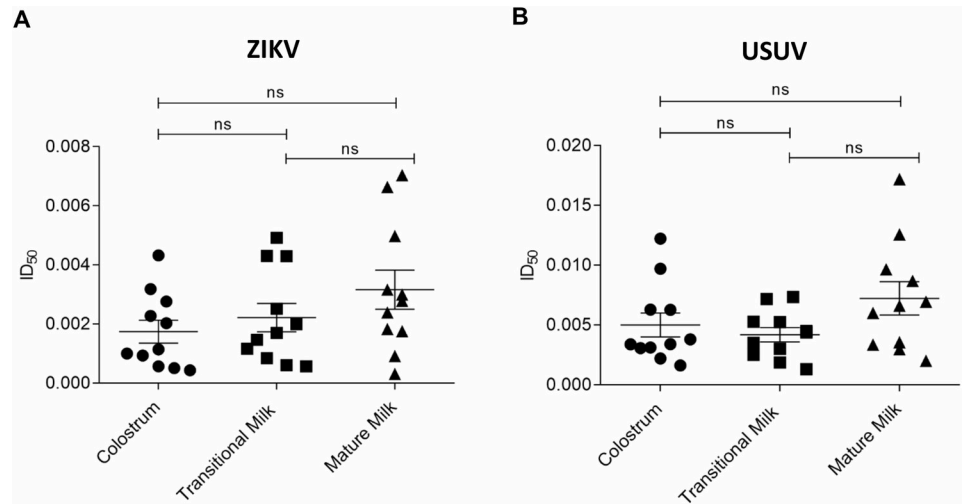 A
ZIKV
ns
ns
ns
0.008
0.006
0.004
0.002
0.000
ID50
Colostrum
Transitional Milk
Mature Milk
B
USUV
ns
ns
ns
0.020
0.015
0.010
0.005
0.000
ID50
Colostrum
Transitional Milk
Mature Milk